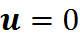 𝒖 = 0